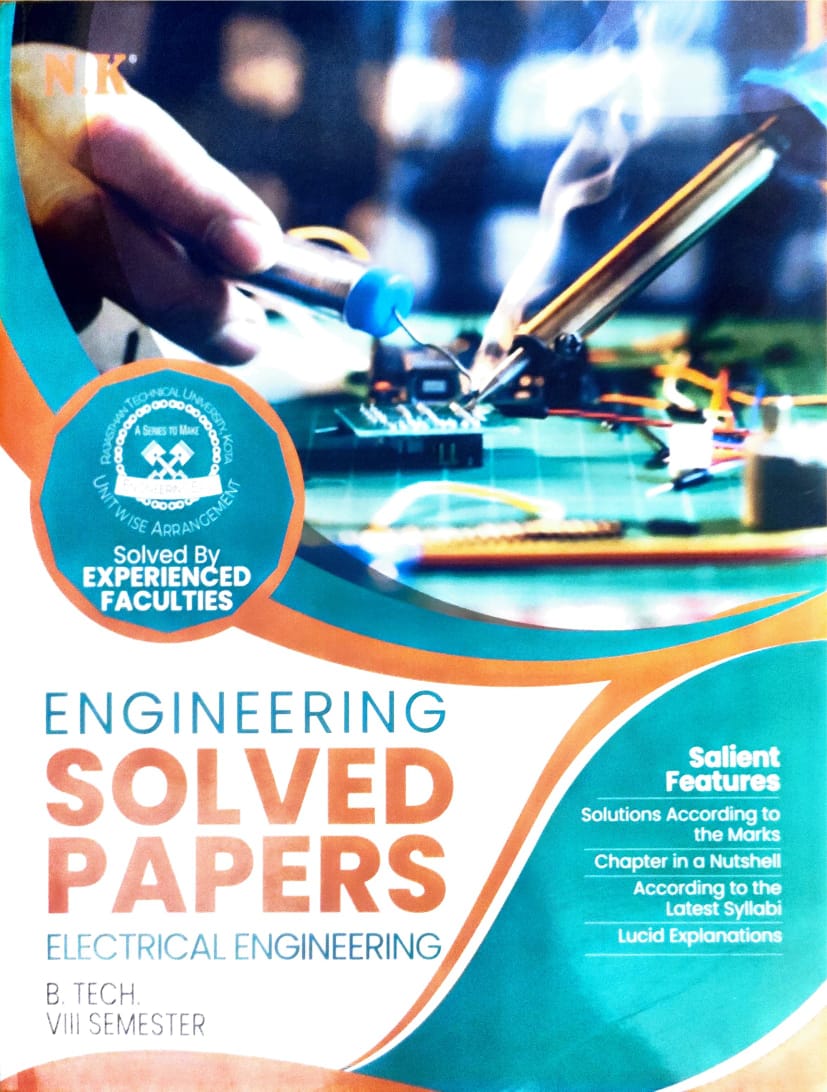 N.K®
RAJASTHAN TECHNICAL UNIVERSITY, KOTA
A SERIES TO MAKE
UNITWISE ARRANGEMENT
Solved By
EXPERIENCED
FACULTIES
ENGINEERING
SOLVED
PAPERS
ELECTRICAL ENGINEERING
B. TECH.
VIII SEMESTER
Salient
Features
Solutions According to
the Marks
Chapter in a Nutshell
According to the
Latest Syllabi
Lucid Explanations